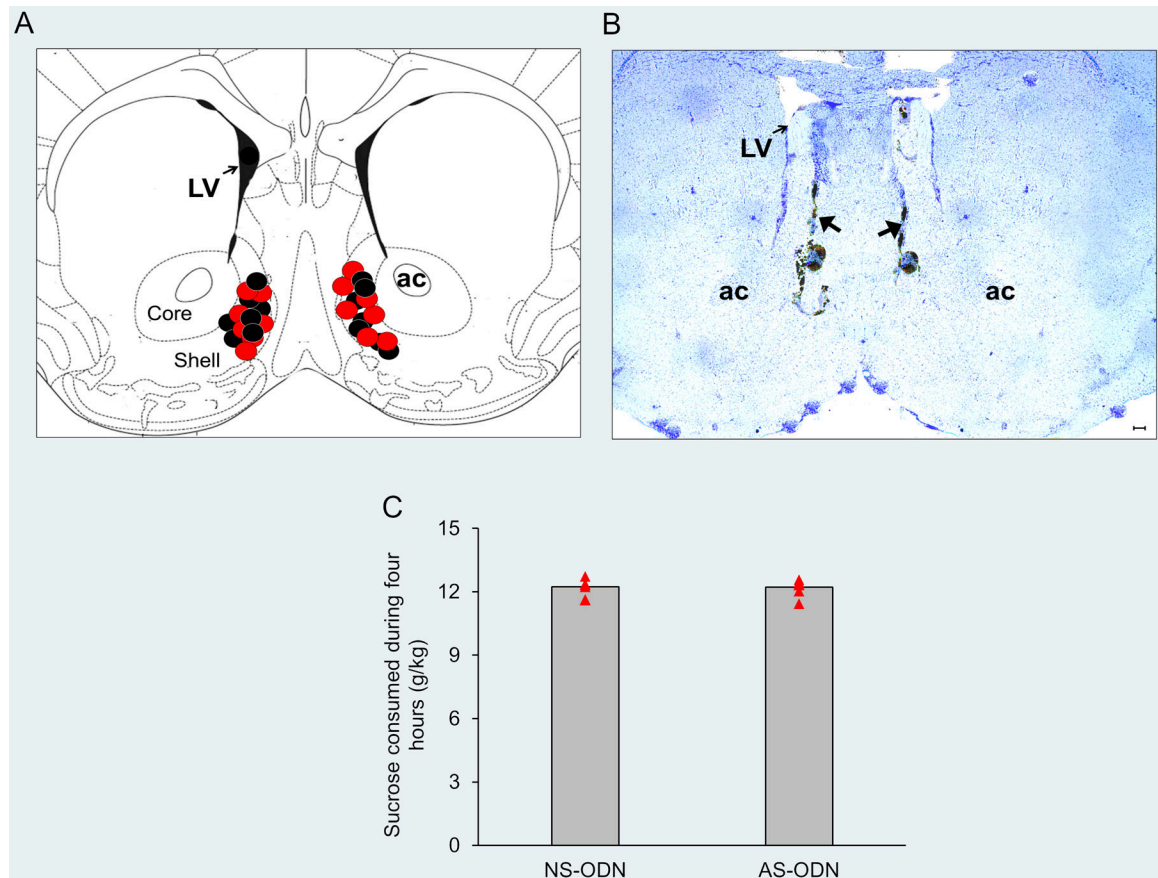 A
LV
ac
Core
Shell
B
LV
ac
ac
C
Sucrose consumed during four
hours (g/kg)
15
12
9
6
3
0
NS-ODN
AS-ODN